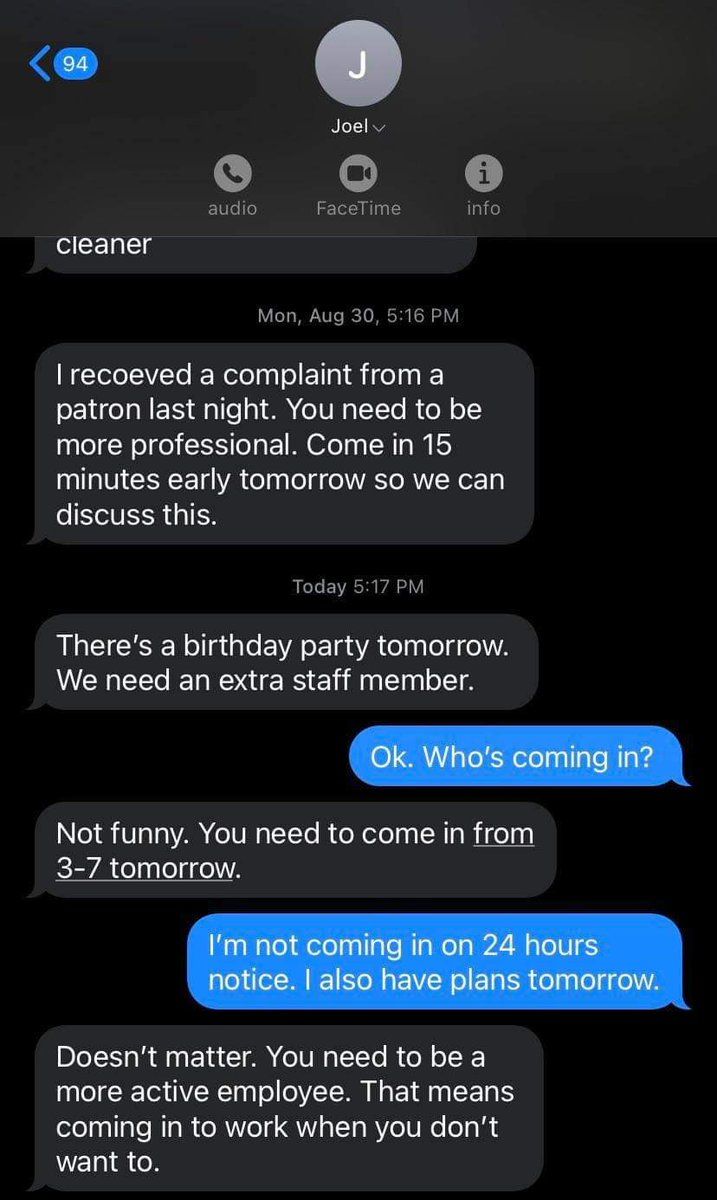 94
J
Joel
audio FaceTime info
cleaner
Mon, Aug 30, 5:16 PM
I recoeved a complaint from a
patron last night. You need to be
more professional. Come in 15
minutes early tomorrow so we can
discuss this.
Today 5:17 PM
There's a birthday party tomorrow.
We need an extra staff member.
Ok. Who's coming in?
Not funny. You need to come in from
3-7 tomorrow.
I'm not coming in on 24 hours
notice. I also have plans tomorrow.
Doesn't matter. You need to be a
more active employee. That means
coming in to work when you don't
want to.